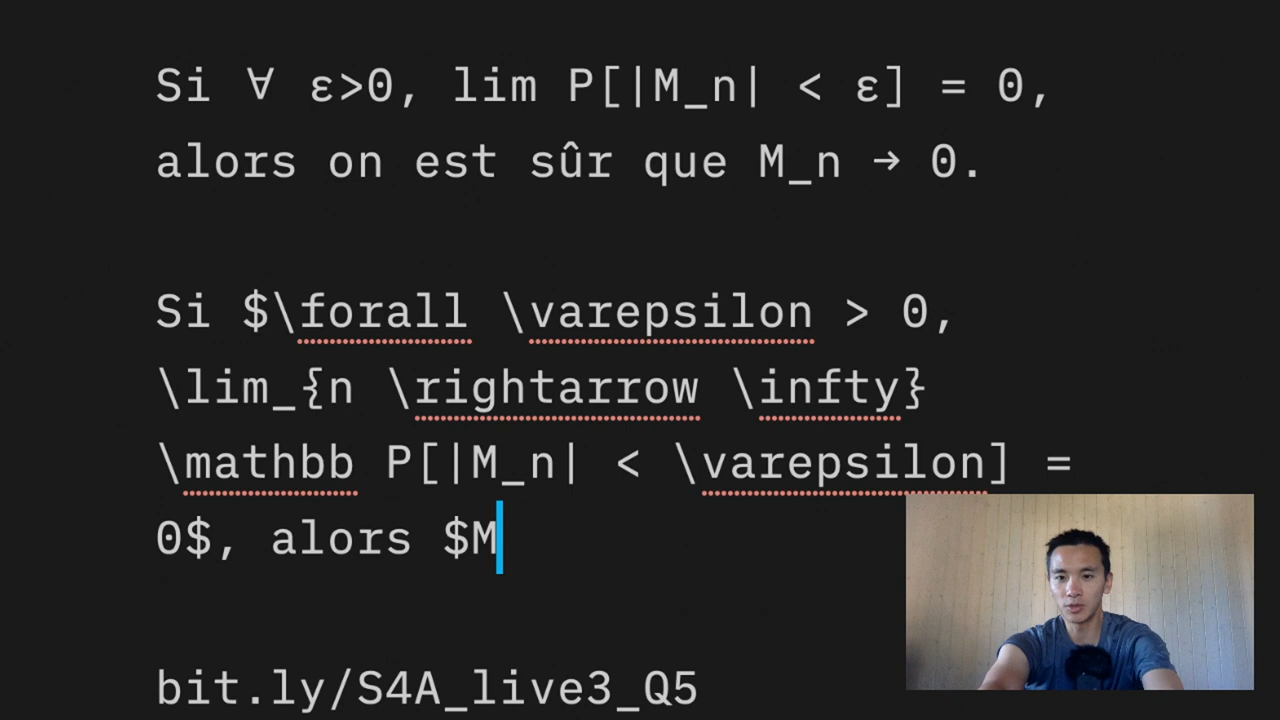 Si ∀ ε>0, lim P[|M_n| < ε] = 0,
alors on est sûr que M_n → 0.
Si $\forall \varepsilon > 0,
\lim_{n \rightarrow \infty}
\mathbb P[|M_n| < \varepsilon] =
0$, alors $M
bit.ly/S4A_live3_Q5